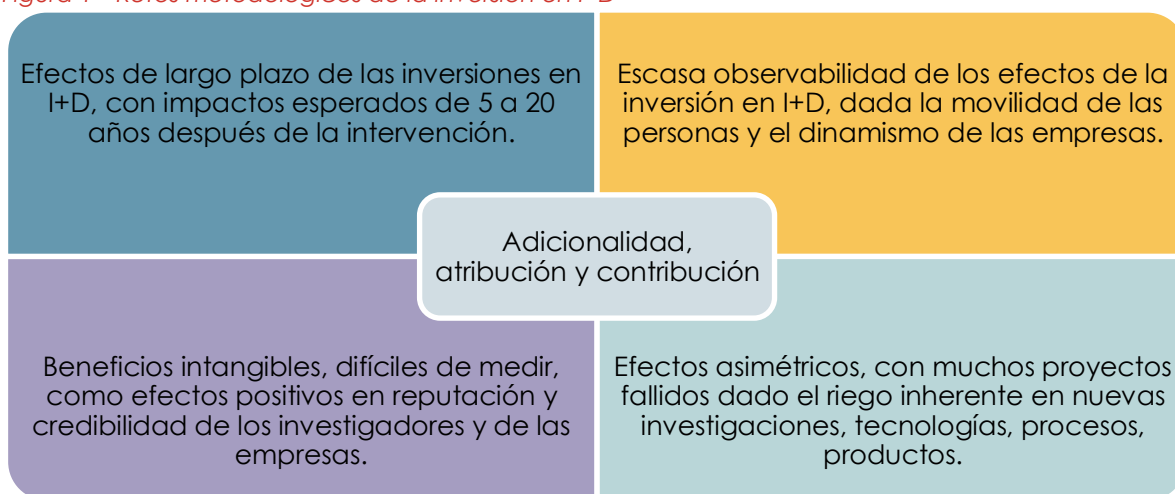 Efectos de largo plazo de las inversiones en
I+D, con impactos esperados de 5 a 20
años después de la intervención.
Escasa observabilidad de los efectos de la
inversión en I+D, dada la movilidad de las
personas y el dinamismo de las empresas.
Adicionalidad,
atribución y contribución
Beneficios intangibles, difíciles de medir,
como efectos positivos en reputación y
credibilidad de los investigadores y de las
empresas.
Efectos asimétricos, con muchos proyectos
fallidos dado el riego inherente en nuevas
investigaciones, tecnologías, procesos,
productos.